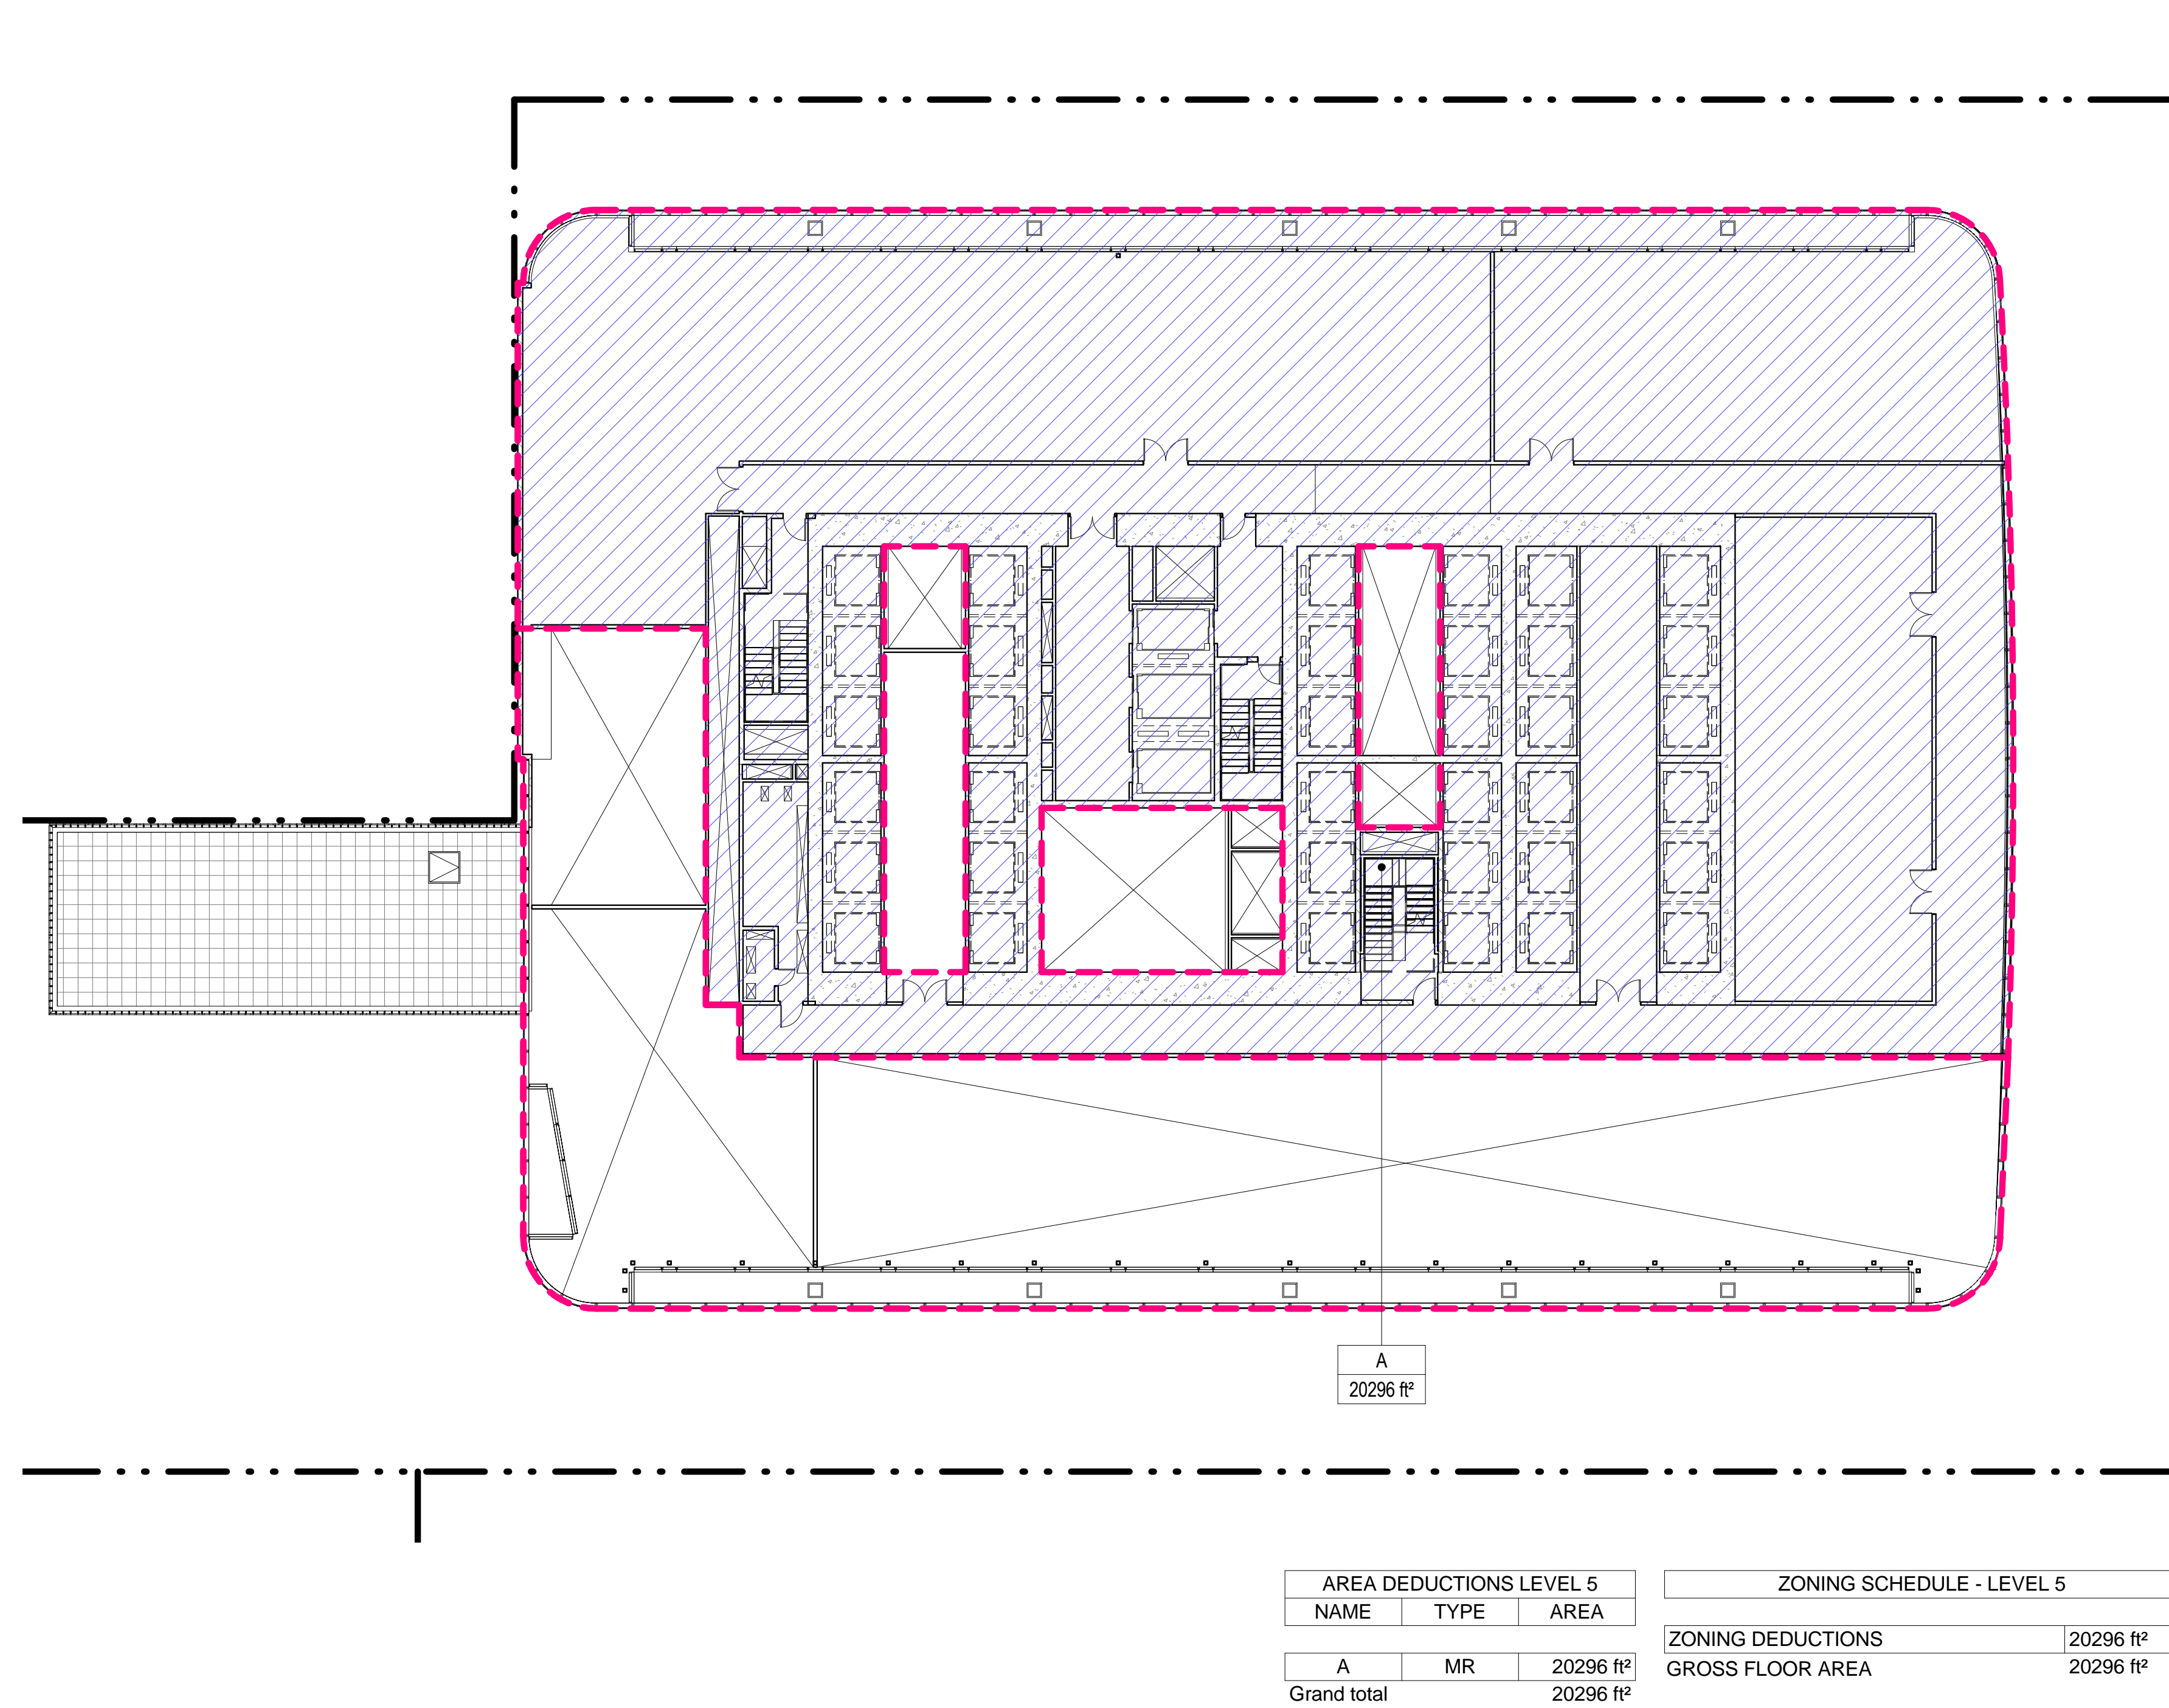 A
20296 ft²
AREA DEDUCTIONS LEVEL 5
NAME TYPE AREA
A MR 20296 ft²
Grand total 20296 ft²
ZONING SCHEDULE - LEVEL 5
ZONING DEDUCTIONS 20296 ft²
GROSS FLOOR AREA 20296 ft²